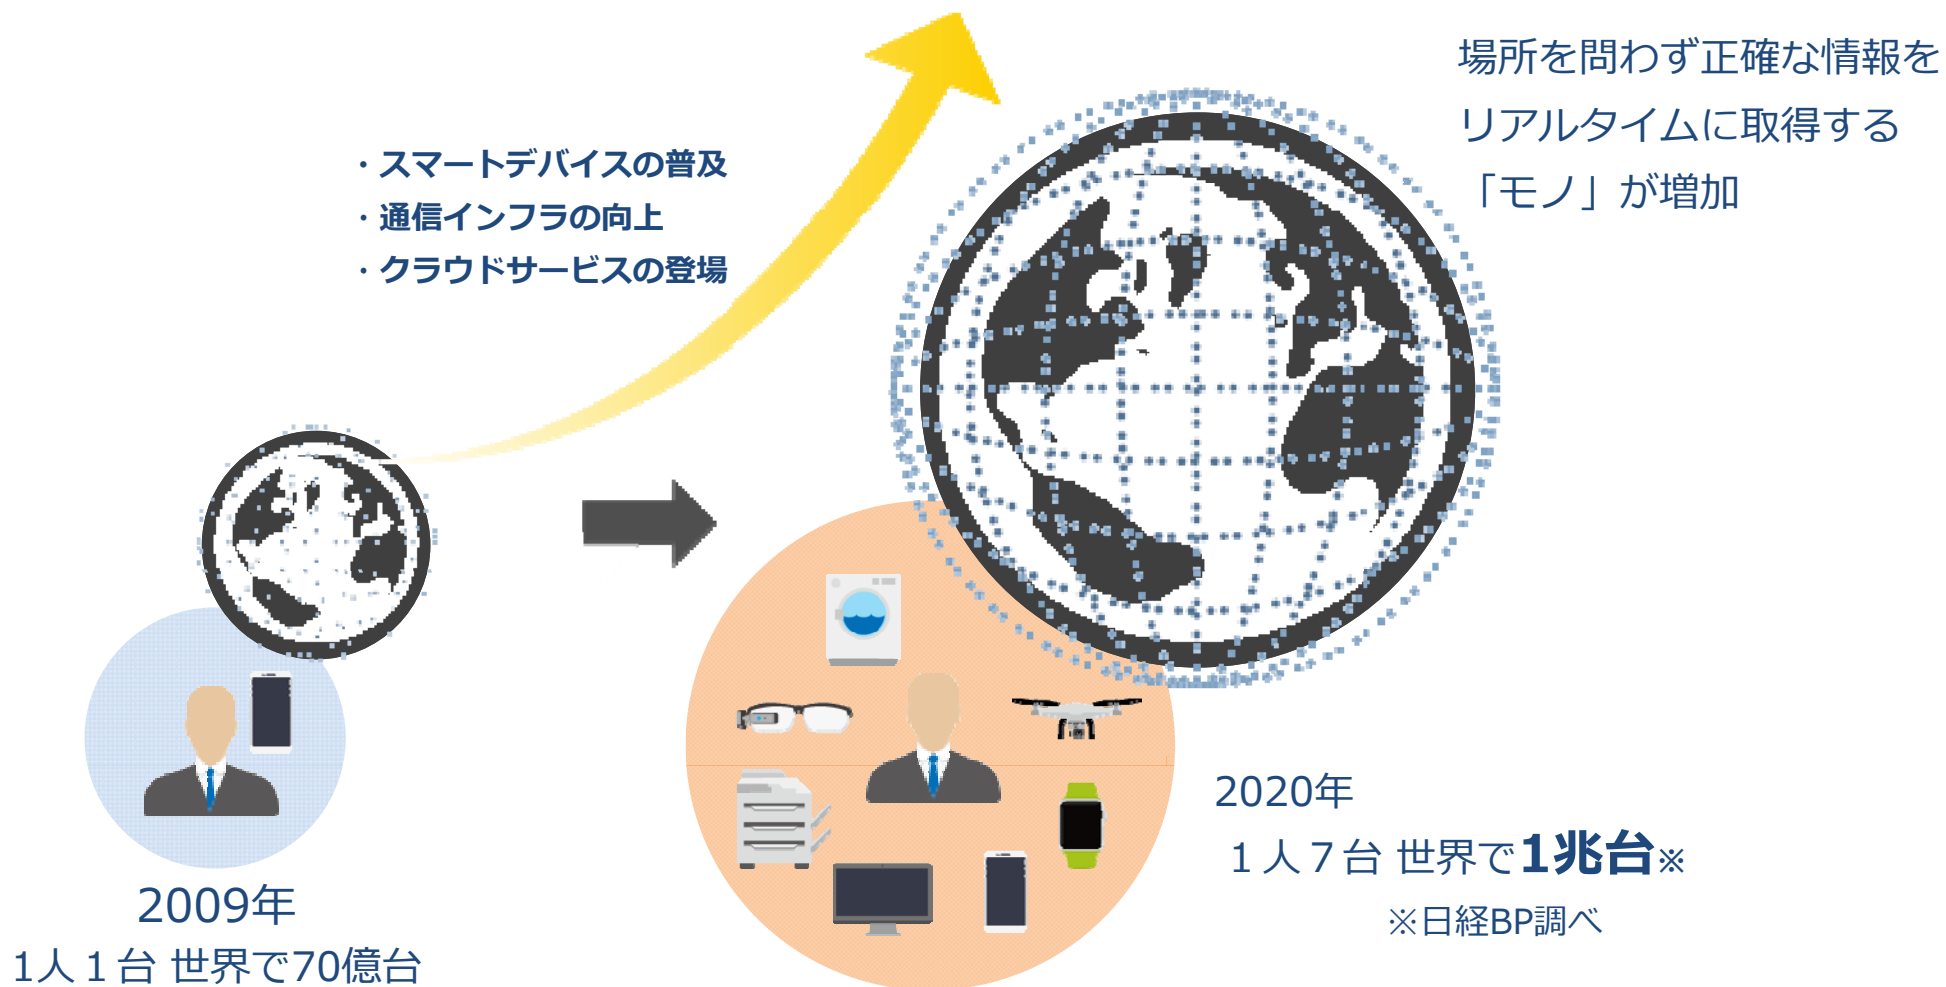 場所を問わず正確な情報を
リアルタイムに取得する
「モノ」が増加
・スマートデバイスの普及
・通信インフラの向上
・クラウドサービスの登場
2009年
1人１台 世界で70億台
2020年
１人７台 世界で1兆台※
※日経BP調べ